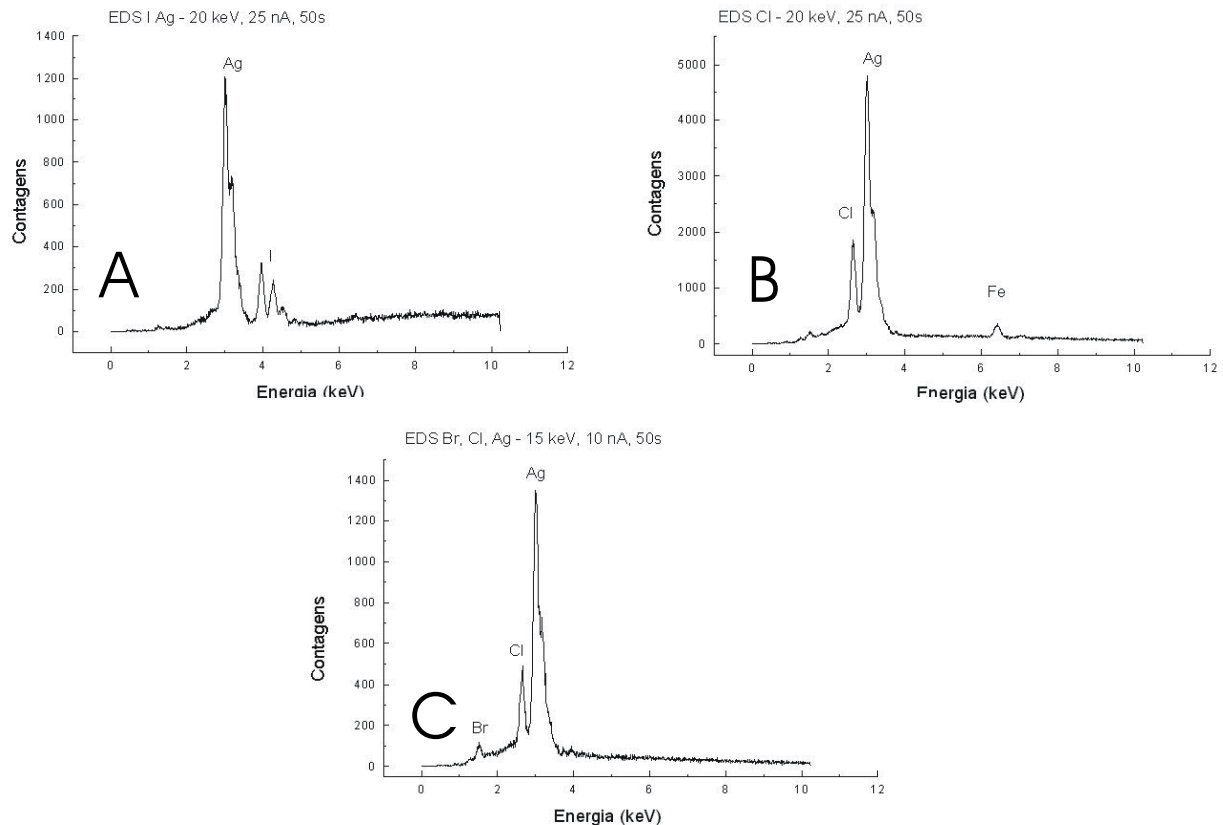 EDS I Ag - 20 keV, 25 nA, 50s
1400
1200
1000
800
600
400
200
0
Contagens
Ag
I
A
0 2 4 6 8 10 12
Energia (keV)
EDS Cl - 20 keV, 25 nA, 50s
5000
4000
3000
2000
1000
0
Contagens
Ag
Cl
Fe
B
0 2 4 6 8 10 12
Energia (keV)
EDS Br, Cl, Ag - 15 keV, 10 nA, 50s
1400
1200
1000
800
600
400
200
0
Contagens
Ag
Cl
Br
C
0 2 4 6 8 10 12
Energia (keV)